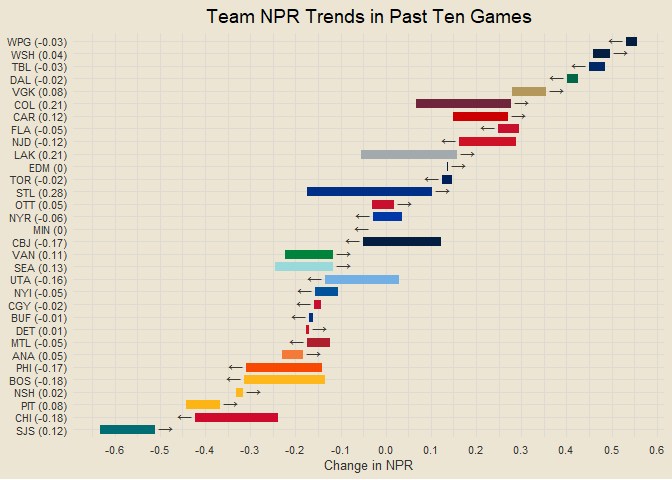 Team NPR Trends in Past Ten Games
WPG (-0.03)
WSH (0.04)
TBL (-0.03)
DAL (-0.02)
VGK (0.08)
COL (0.21)
CAR (0.12)
FLA (-0.05)
NJD (-0.12)
LAK (0.21)
EDM (0)
TOR (-0.02)
STL (0.28)
OTT (0.05)
NYR (-0.06)
MIN (0)
CBJ (-0.17)
VAN (0.11)
SEA (0.13)
UTA (-0.16)
NYI (-0.05)
CGY (-0.02)
BUF (-0.01)
DET (0.01)
MTL (-0.05)
ANA (0.05)
PHI (-0.17)
BOS (-0.18)
NSH (0.02)
PIT (0.08)
CHI (-0.18)
SJS (0.12)
-0.6 -0.5 -0.4 -0.3 -0.2 -0.1 0.0 0.1 0.2 0.3 0.4 0.5 0.6
Change in NPR